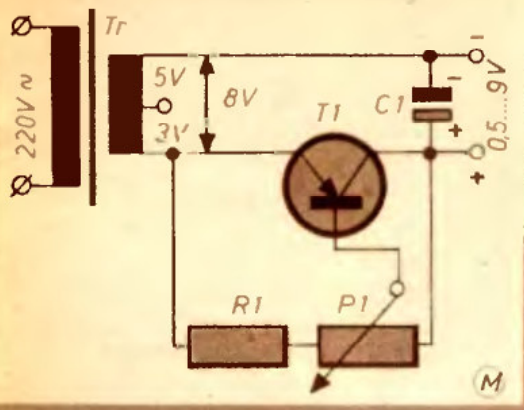 Tr
220V~
5V
3V
8V
T1
C1
-
-
+
+
0,5....9V
R1
P1
M